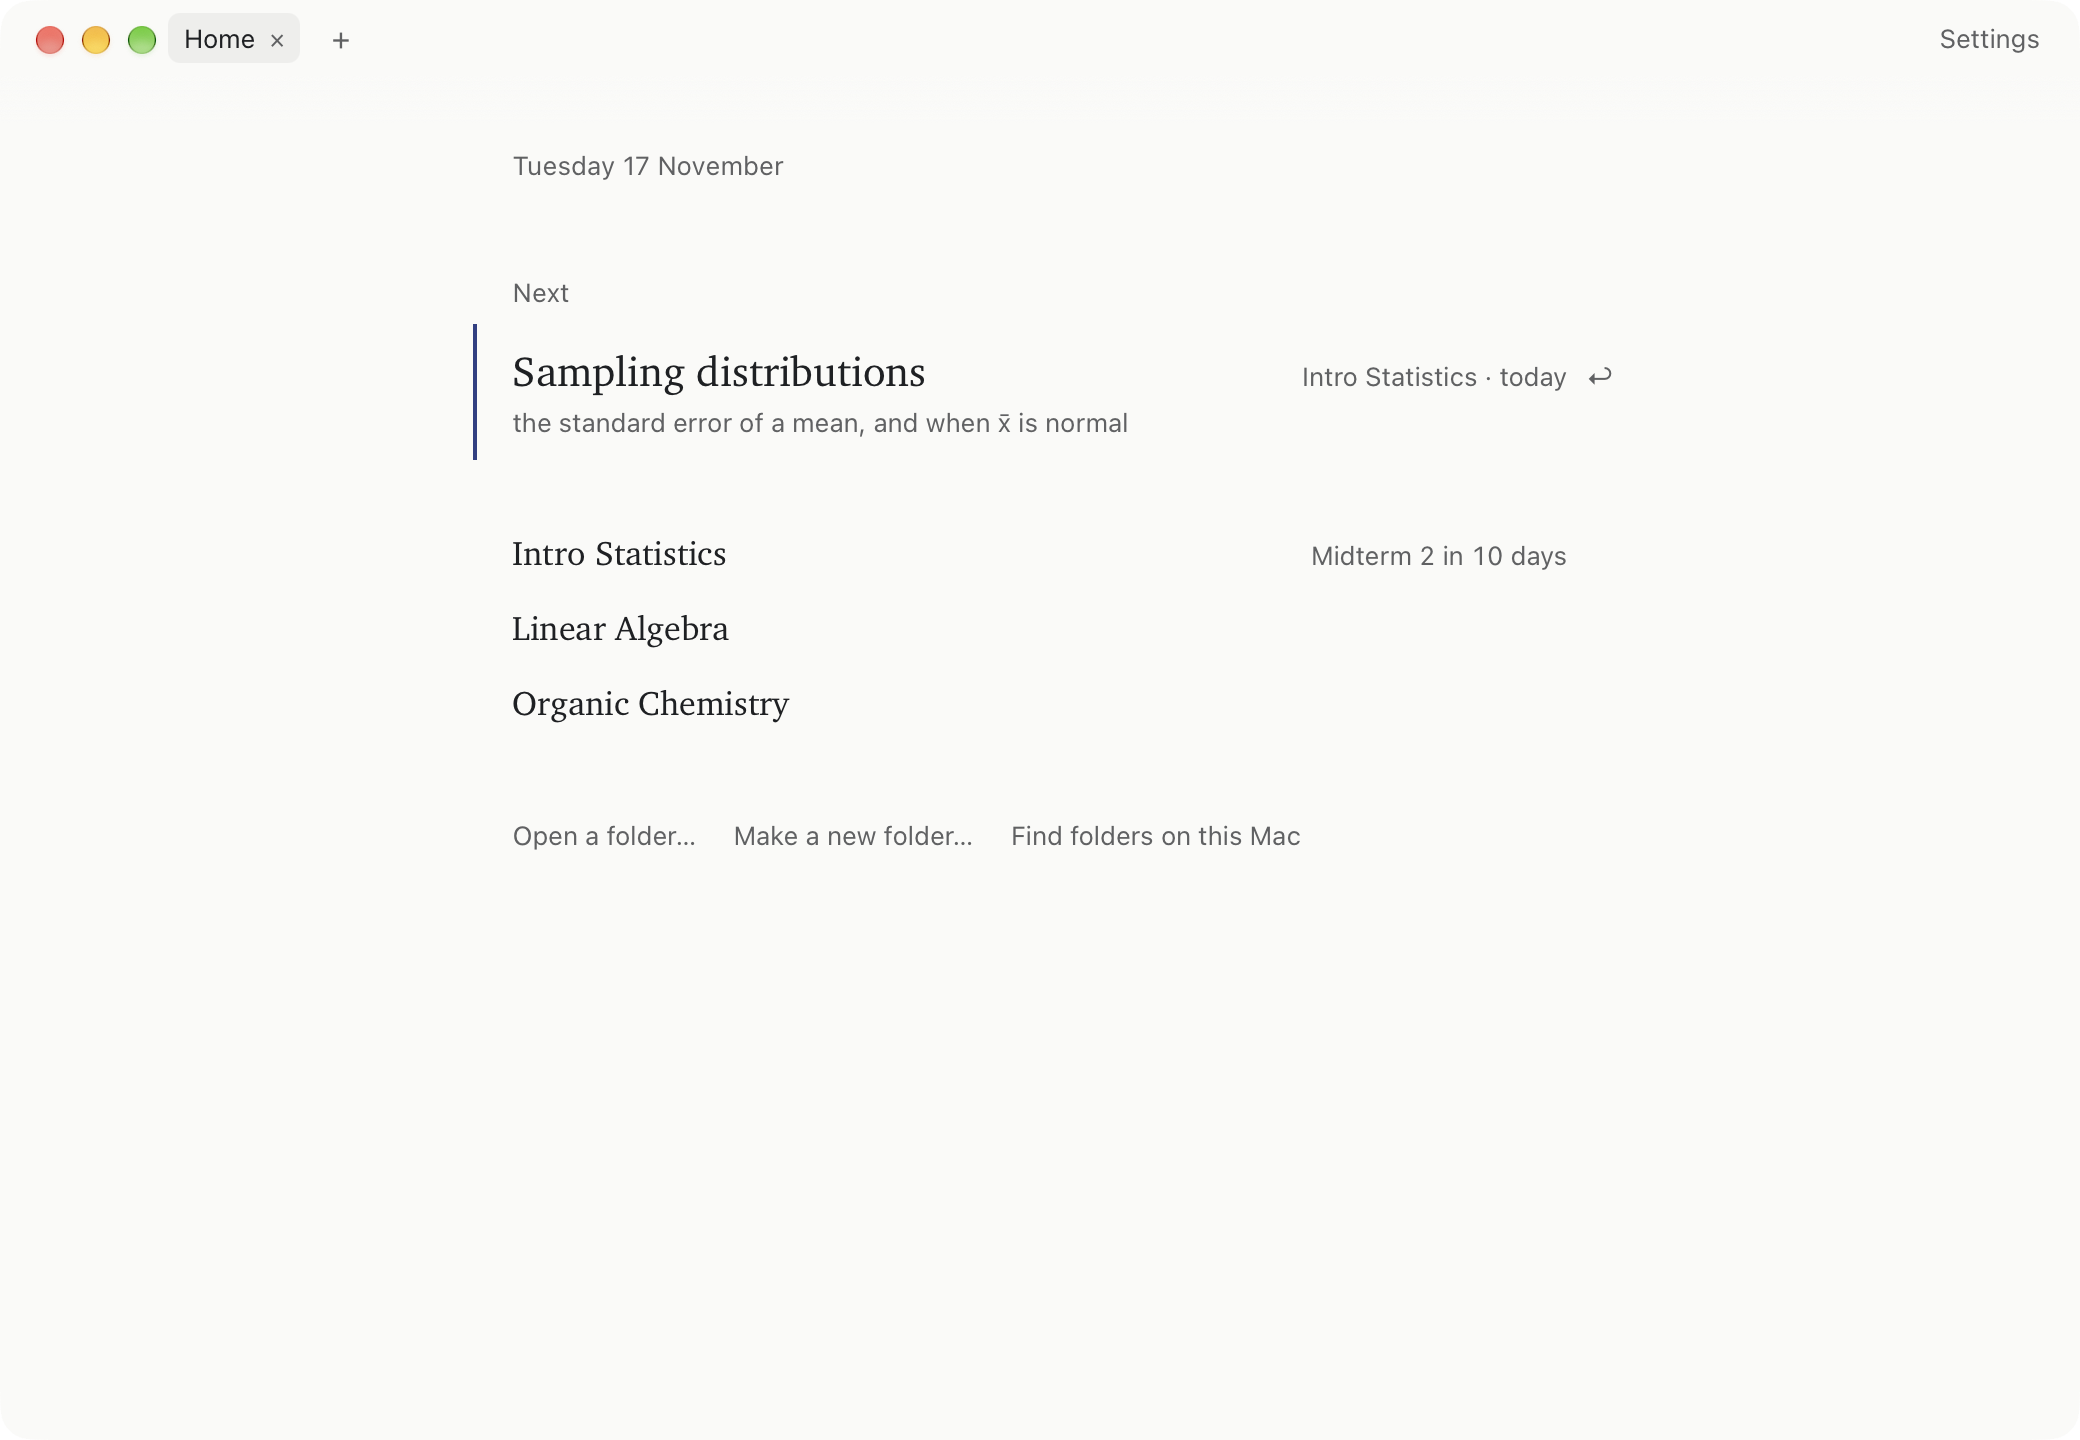 Home × +
Settings
Tuesday 17 November
Next
Sampling distributions
Intro Statistics · today ↩
the standard error of a mean, and when x̄ is normal
Intro Statistics
Midterm 2 in 10 days
Linear Algebra
Organic Chemistry
Open a folder... Make a new folder... Find folders on this Mac